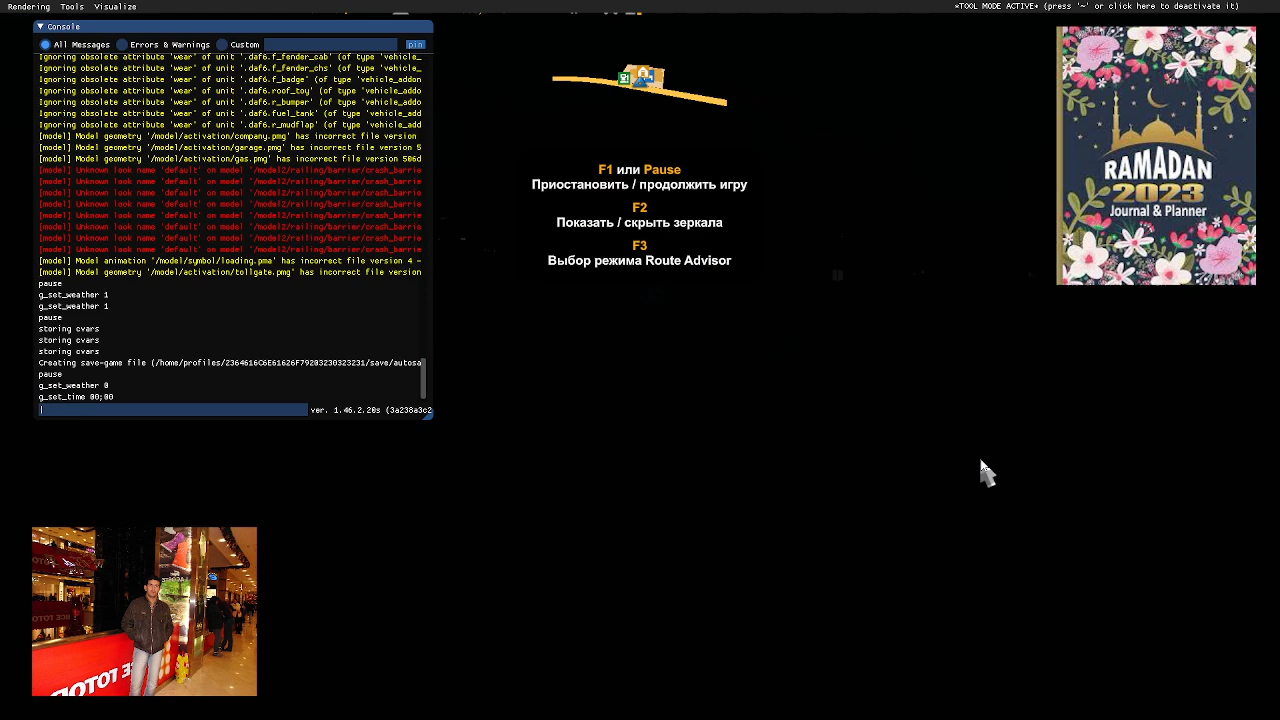 Rendering Tools Visualize
*TOOL MODE ACTIVE* (press '~' or click here to deactivate it)
Console
All Messages Errors & Warnings Custom pin
Ignoring obsolete attribute 'wear' of unit '.daf6.f_fender_cab' (of type 'vehicle_
Ignoring obsolete attribute 'wear' of unit '.daf6.f_fender_chs' (of type 'vehicle_
Ignoring obsolete attribute 'wear' of unit '.daf6.f_badge' (of type 'vehicle_addon
Ignoring obsolete attribute 'wear' of unit '.daf6.roof_toy' (of type 'vehicle_addo
Ignoring obsolete attribute 'wear' of unit '.daf6.r_bumper' (of type 'vehicle_addo
Ignoring obsolete attribute 'wear' of unit '.daf6.fuel_tank' (of type 'vehicle_add
Ignoring obsolete attribute 'wear' of unit '.daf6.r_mudflap' (of type 'vehicle_add
[model] Model geometry '/model/activation/company.pmg' has incorrect file version
[model] Model geometry '/model/activation/garage.pmg' has incorrect file version 5
[model] Model geometry '/model/activation/gas.pmg' has incorrect file version 506d
[model] Unknown look name 'default' on model '/model2/railing/barrier/crash_barrie
[model] Unknown look name 'default' on model '/model2/railing/barrier/crash_barrie
[model] Unknown look name 'default' on model '/model2/railing/barrier/crash_barrie
[model] Unknown look name 'default' on model '/model2/railing/barrier/crash_barrie
[model] Unknown look name 'default' on model '/model2/railing/barrier/crash_barrie
[model] Unknown look name 'default' on model '/model2/railing/barrier/crash_barrie
[model] Unknown look name 'default' on model '/model2/railing/barrier/crash_barrie
[model] Unknown look name 'default' on model '/model2/railing/barrier/crash_barrie
[model] Model animation '/model/symbol/loading.pma' has incorrect file version 4 -
[model] Model geometry '/model/activation/tollgate.pmg' has incorrect file version
pause
g_set_weather 1
g_set_weather 1
pause
storing cvars
storing cvars
storing cvars
Creating save-game file (/home/profiles/2364616C6E61626F79203230323231/save/autosa
pause
g_set_weather 0
g_set_time 00;00
ver. 1.46.2.20s (3a238a3c2
F1 или Pause
Приостановить / продолжить игру
F2
Показать / скрыть зеркала
F3
Выбор режима Route Advisor
RAMADAN
2023
Journal & Planner